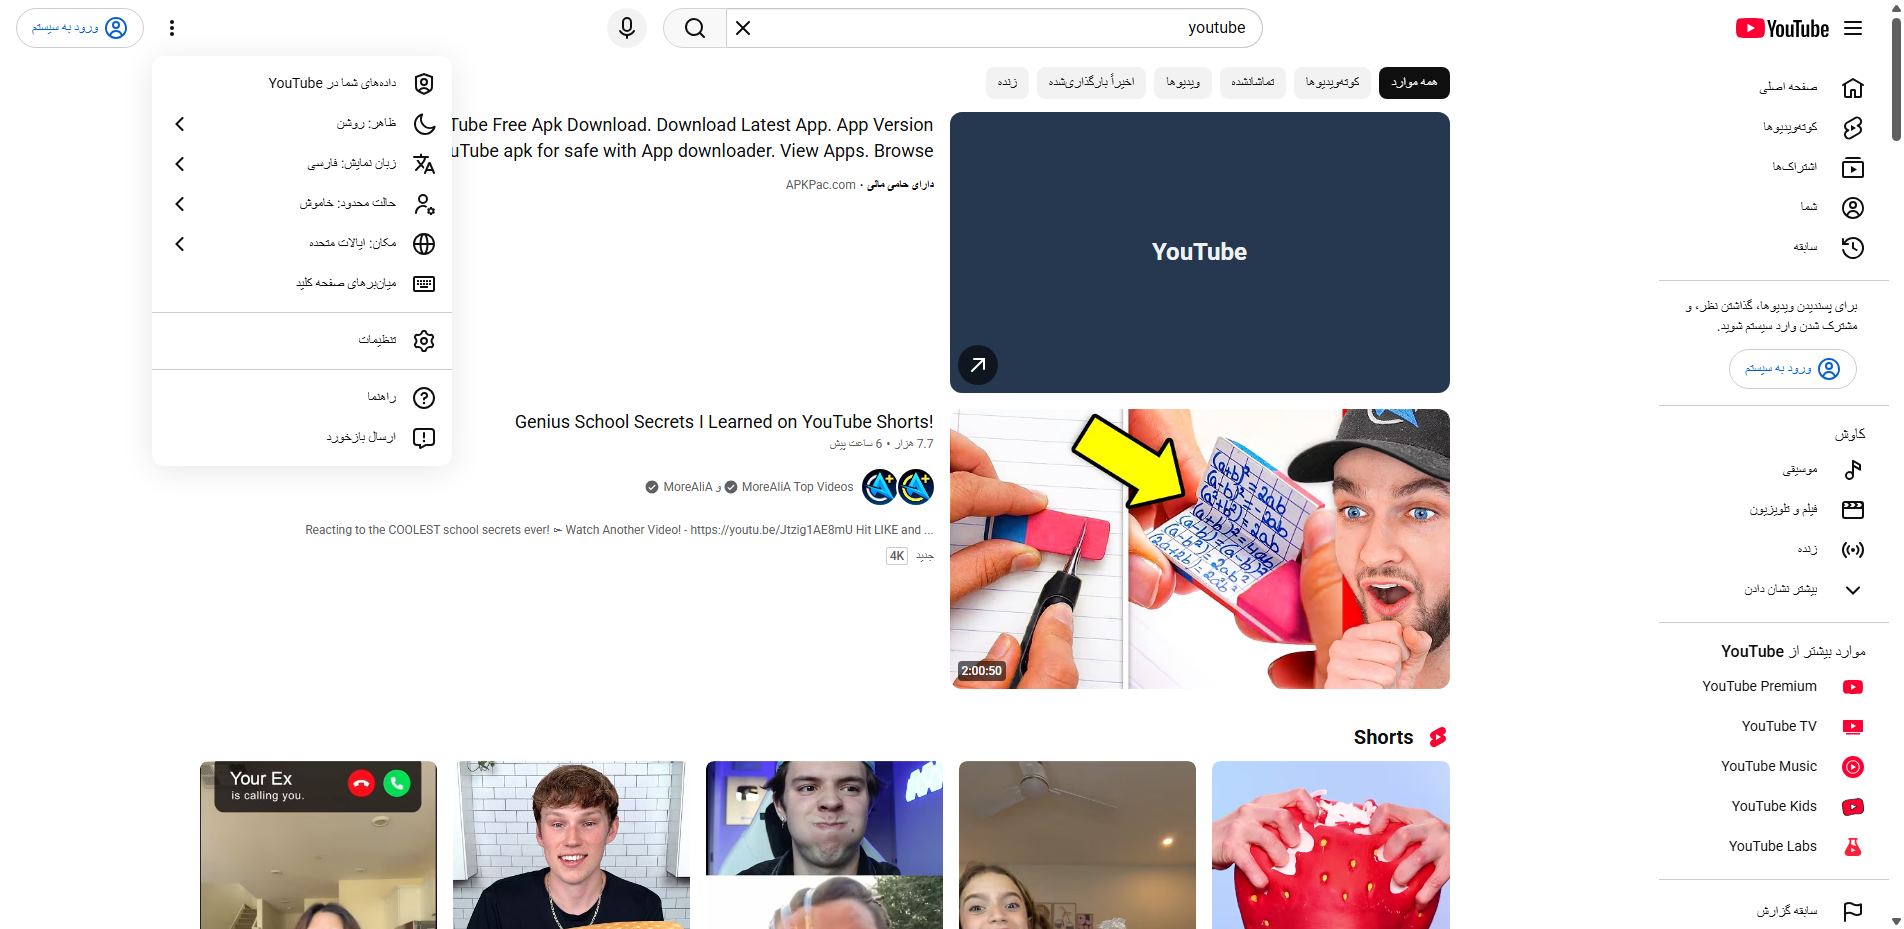 YouTube
youtube
ورود به سیستم
همه موارد
کوته‌ویدیوها
تماشانشده
ویدیوها
اخیراً بارگذاری‌شده
زنده
صفحه اصلی
کوته‌ویدیوها
اشتراک‌ها
شما
سابقه
برای پسندیدن ویدیوها، گذاشتن نظر، و
مشترک شدن وارد سیستم شوید.
ورود به سیستم
کاوش
موسیقی
فیلم و تلویزیون
زنده
بیشتر نشان دادن
موارد بیشتر از YouTube
YouTube Premium
YouTube TV
YouTube Music
YouTube Kids
YouTube Labs
سابقه گزارش
YouTube
Tube Free Apk Download. Download Latest App. App Version
uTube apk for safe with App downloader. View Apps. Browse
دارای حامی مالی • APKPac.com
Genius School Secrets I Learned on YouTube Shorts!
7.7 هزار • 6 ساعت پیش
MoreAliA Top Videos و MoreAliA
Reacting to the COOLEST school secrets ever! ➳ Watch Another Video! - https://youtu.be/Jtzig1AE8mU Hit LIKE and ...
جدید
4K
2:00:50
Shorts
Your Ex
is calling you.
داده‌های شما در YouTube
ظاهر: روشن
زبان نمایش: فارسی
حالت محدود: خاموش
مکان: ایالات متحده
میان‌برهای صفحه کلید
تنظیمات
راهنما
ارسال بازخورد